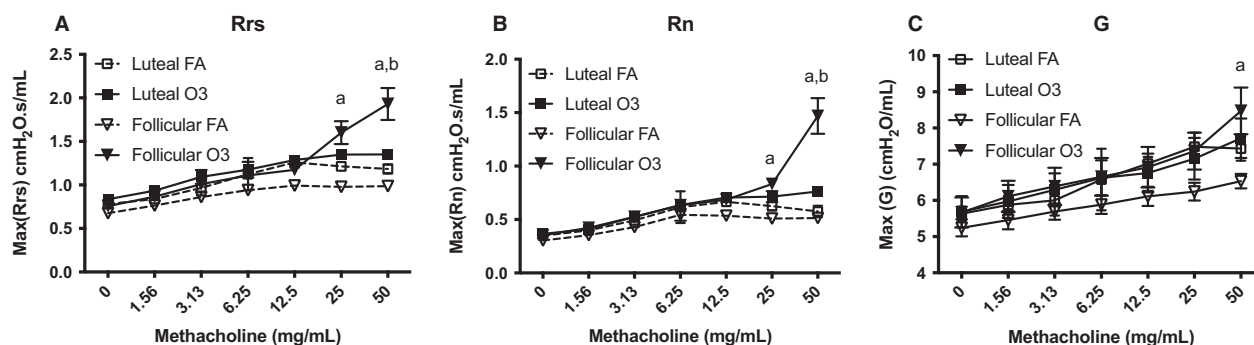 A
Rrs
Max(Rrs) cmH2O.s/mL
2.5
2.0
1.5
1.0
0.5
0.0
Luteal FA
Luteal O3
Follicular FA
Follicular O3
a
a,b
0
1.56
3.13
6.25
12.5
25
50
Methacholine (mg/mL)
B
Rn
Max(Rn) cmH2O.s/mL
2.0
1.5
1.0
0.5
0.0
Luteal FA
Luteal O3
Follicular FA
Follicular O3
a
a,b
0
1.56
3.13
6.25
12.5
25
50
Methacholine (mg/mL)
C
G
Max (G) (cmH2O/mL)
10
9
8
7
6
5
4
Luteal FA
Luteal O3
Follicular FA
Follicular O3
a
0
1.56
3.13
6.25
12.5
25
50
Methacholine (mg/mL)